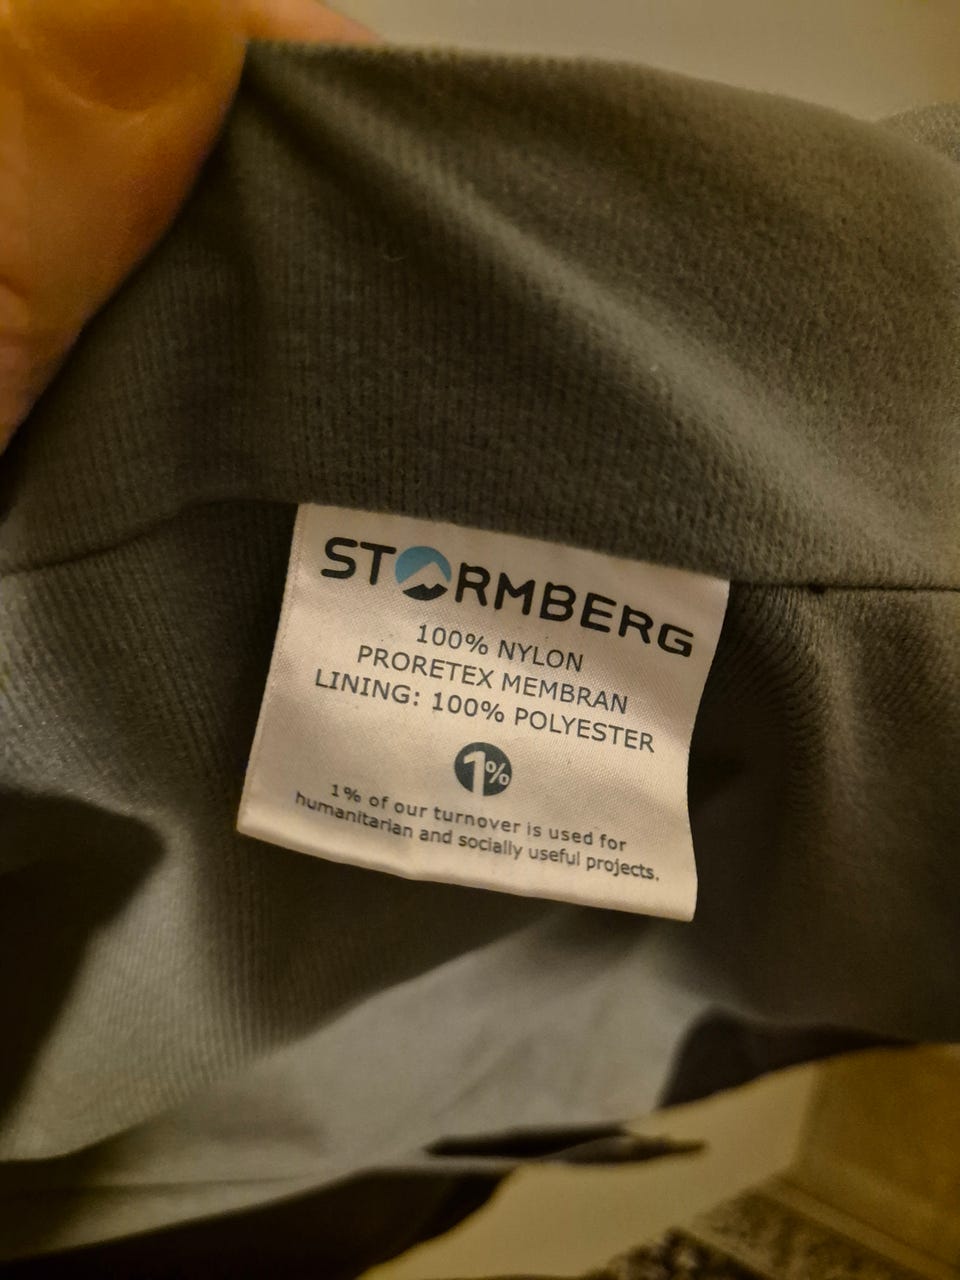 STORMBERG
100% NYLON
PRORETEX MEMBRAN
LINING: 100% POLYESTER
1%
1% of our turnover is used for
humanitarian and socially useful projects.